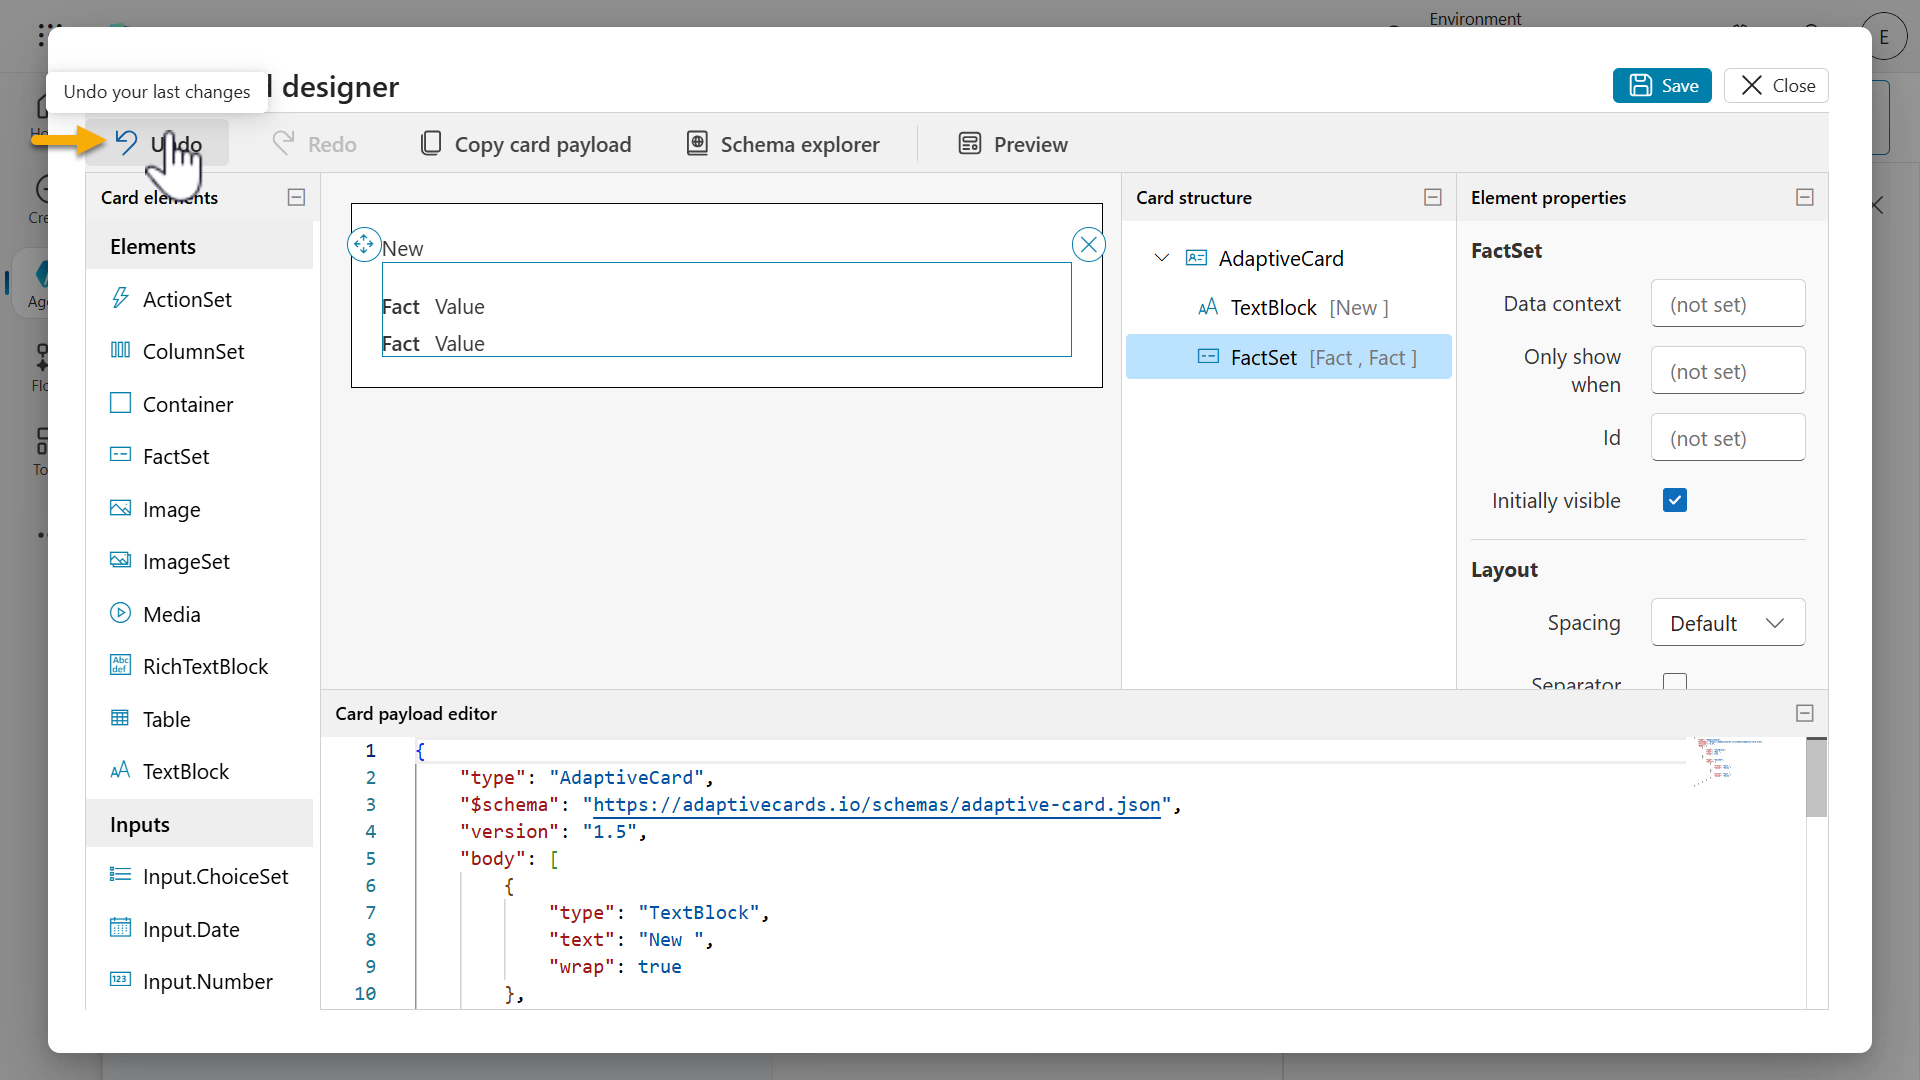 Environment
E
Undo your last changes
designer
Save
Close
Undo
Redo
Copy card payload
Schema explorer
Preview
Card elements
Elements
ActionSet
ColumnSet
Container
FactSet
Image
ImageSet
Media
RichTextBlock
Table
TextBlock
Inputs
Input.ChoiceSet
Input.Date
Input.Number
New
Fact Value
Fact Value
Card structure
AdaptiveCard
TextBlock [New ]
FactSet [Fact , Fact ]
Element properties
FactSet
Data context (not set)
Only show when (not set)
Id (not set)
Initially visible
Layout
Spacing Default
Separator
Card payload editor
1 {
2 "type": "AdaptiveCard",
3 "$schema": "https://adaptivecards.io/schemas/adaptive-card.json",
4 "version": "1.5",
5 "body": [
6 {
7 "type": "TextBlock",
8 "text": "New ",
9 "wrap": true
10 },